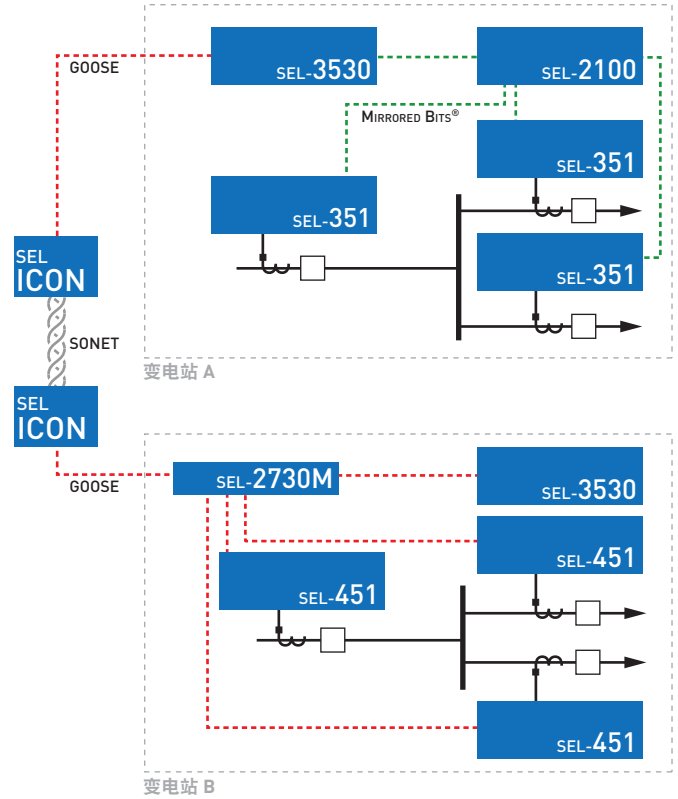 GOOSE
SEL-3530
SEL-2100
MIRRORED BITS®
SEL-351
SEL-351
SEL-351
SEL
ICON
SONET
SEL
ICON
变电站 A
GOOSE
SEL-2730M
SEL-3530
SEL-451
SEL-451
SEL-451
变电站 B